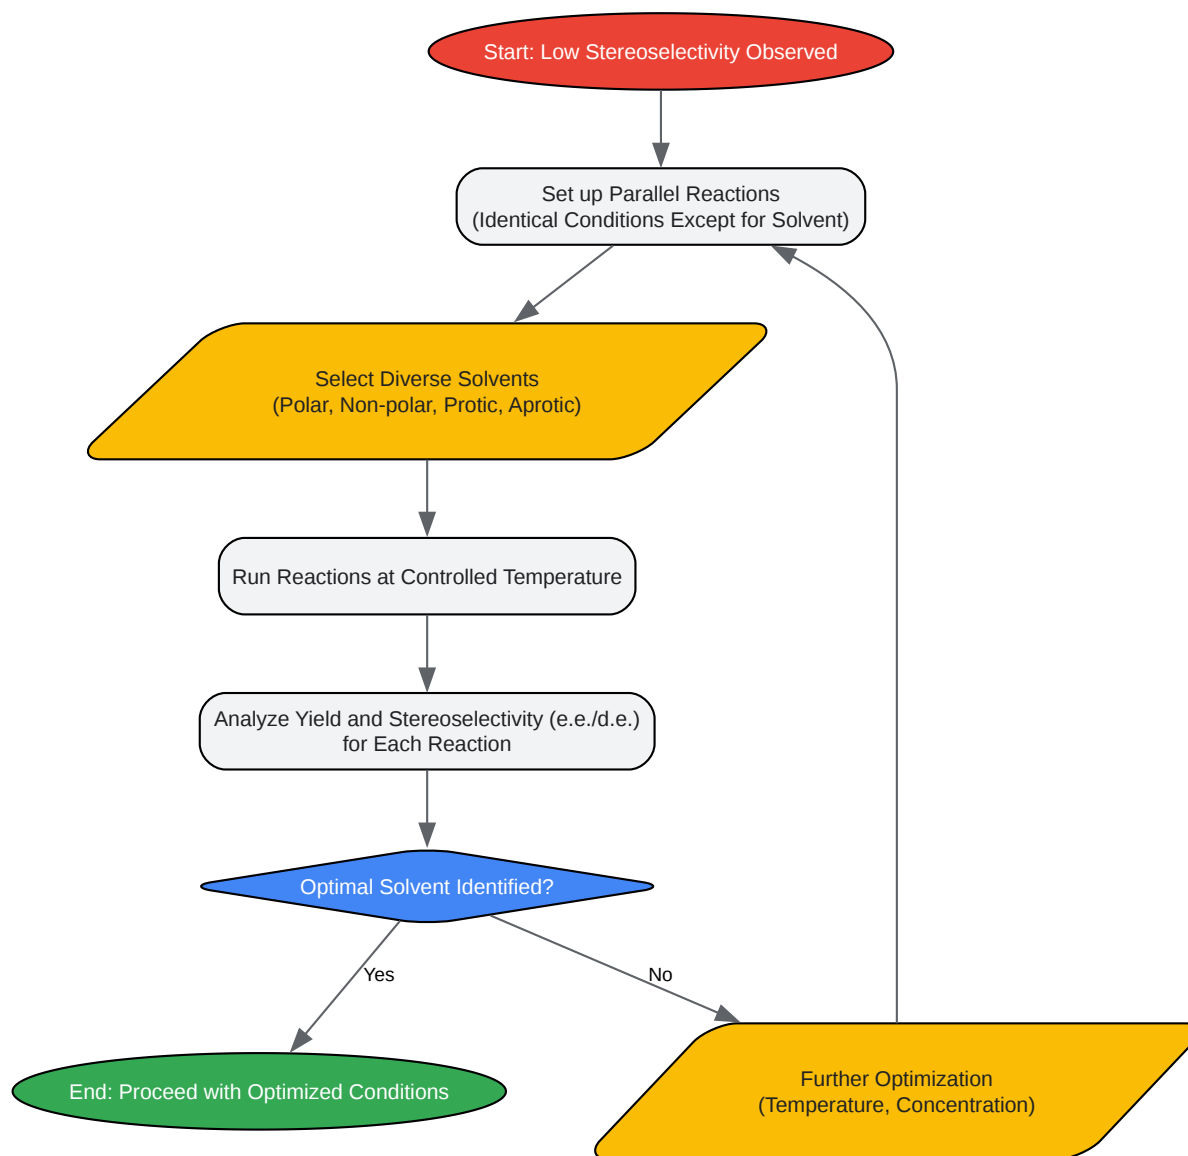 Start: Low Stereoselectivity Observed
Set up Parallel Reactions
(Identical Conditions Except for Solvent)
Select Diverse Solvents
(Polar, Non-polar, Protic, Aprotic)
Run Reactions at Controlled Temperature
Analyze Yield and Stereoselectivity (e.e./d.e.)
for Each Reaction
Optimal Solvent Identified?
Yes
No
End: Proceed with Optimized Conditions
Further Optimization
(Temperature, Concentration)